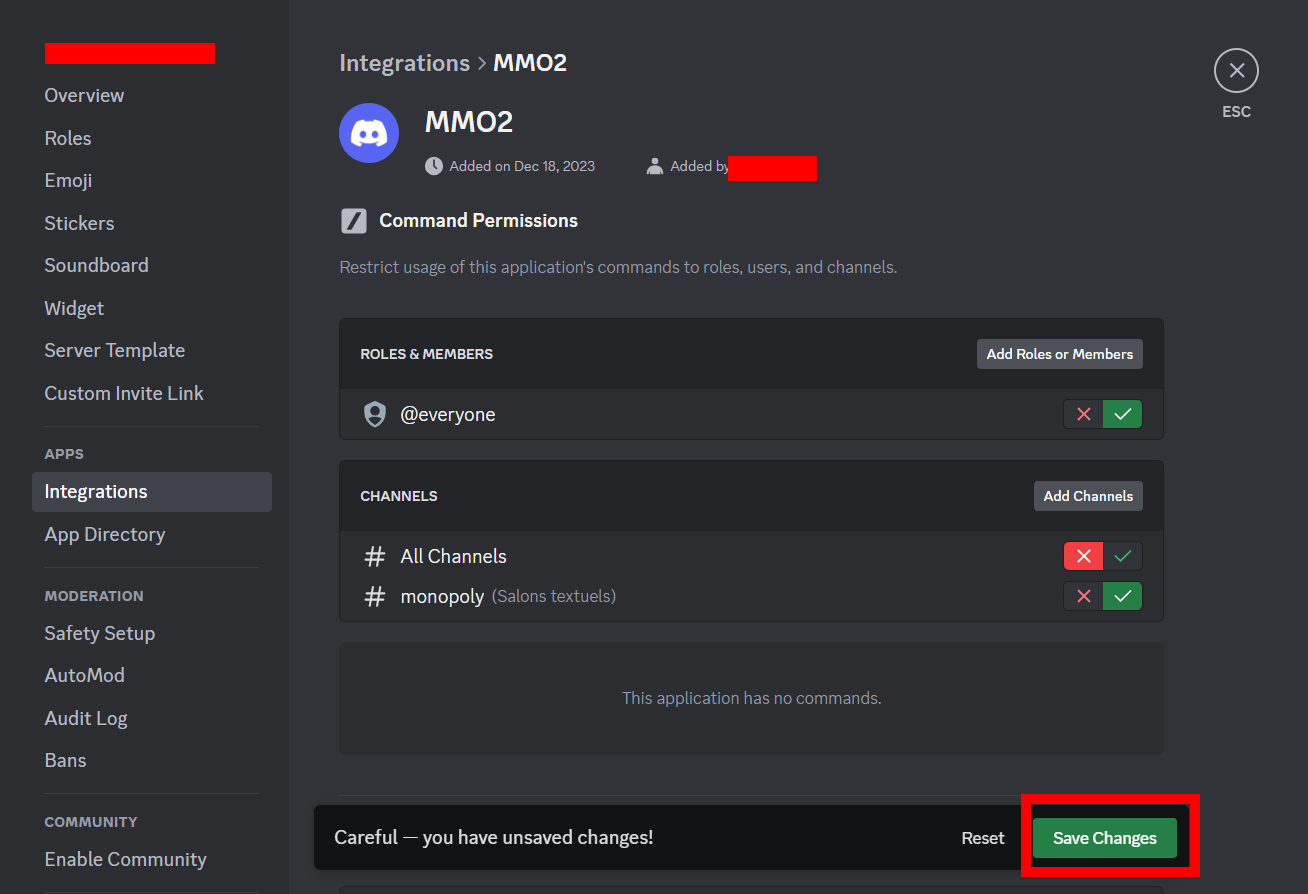 Overview
Roles
Emoji
Stickers
Soundboard
Widget
Server Template
Custom Invite Link
APPS
Integrations
App Directory
MODERATION
Safety Setup
AutoMod
Audit Log
Bans
COMMUNITY
Enable Community
Integrations > MMO2
ESC
MMO2
Added on Dec 18, 2023 Added by
Command Permissions
Restrict usage of this application's commands to roles, users, and channels.
ROLES & MEMBERS Add Roles or Members
@everyone
CHANNELS Add Channels
# All Channels
# monopoly (Salons textuels)
This application has no commands.
Careful — you have unsaved changes! Reset Save Changes